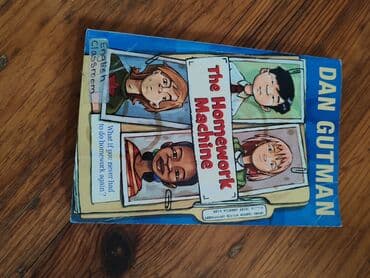 English
Classroom
DAN GUTMAN
The Homework
Machine
What if you never had
to do homework again?